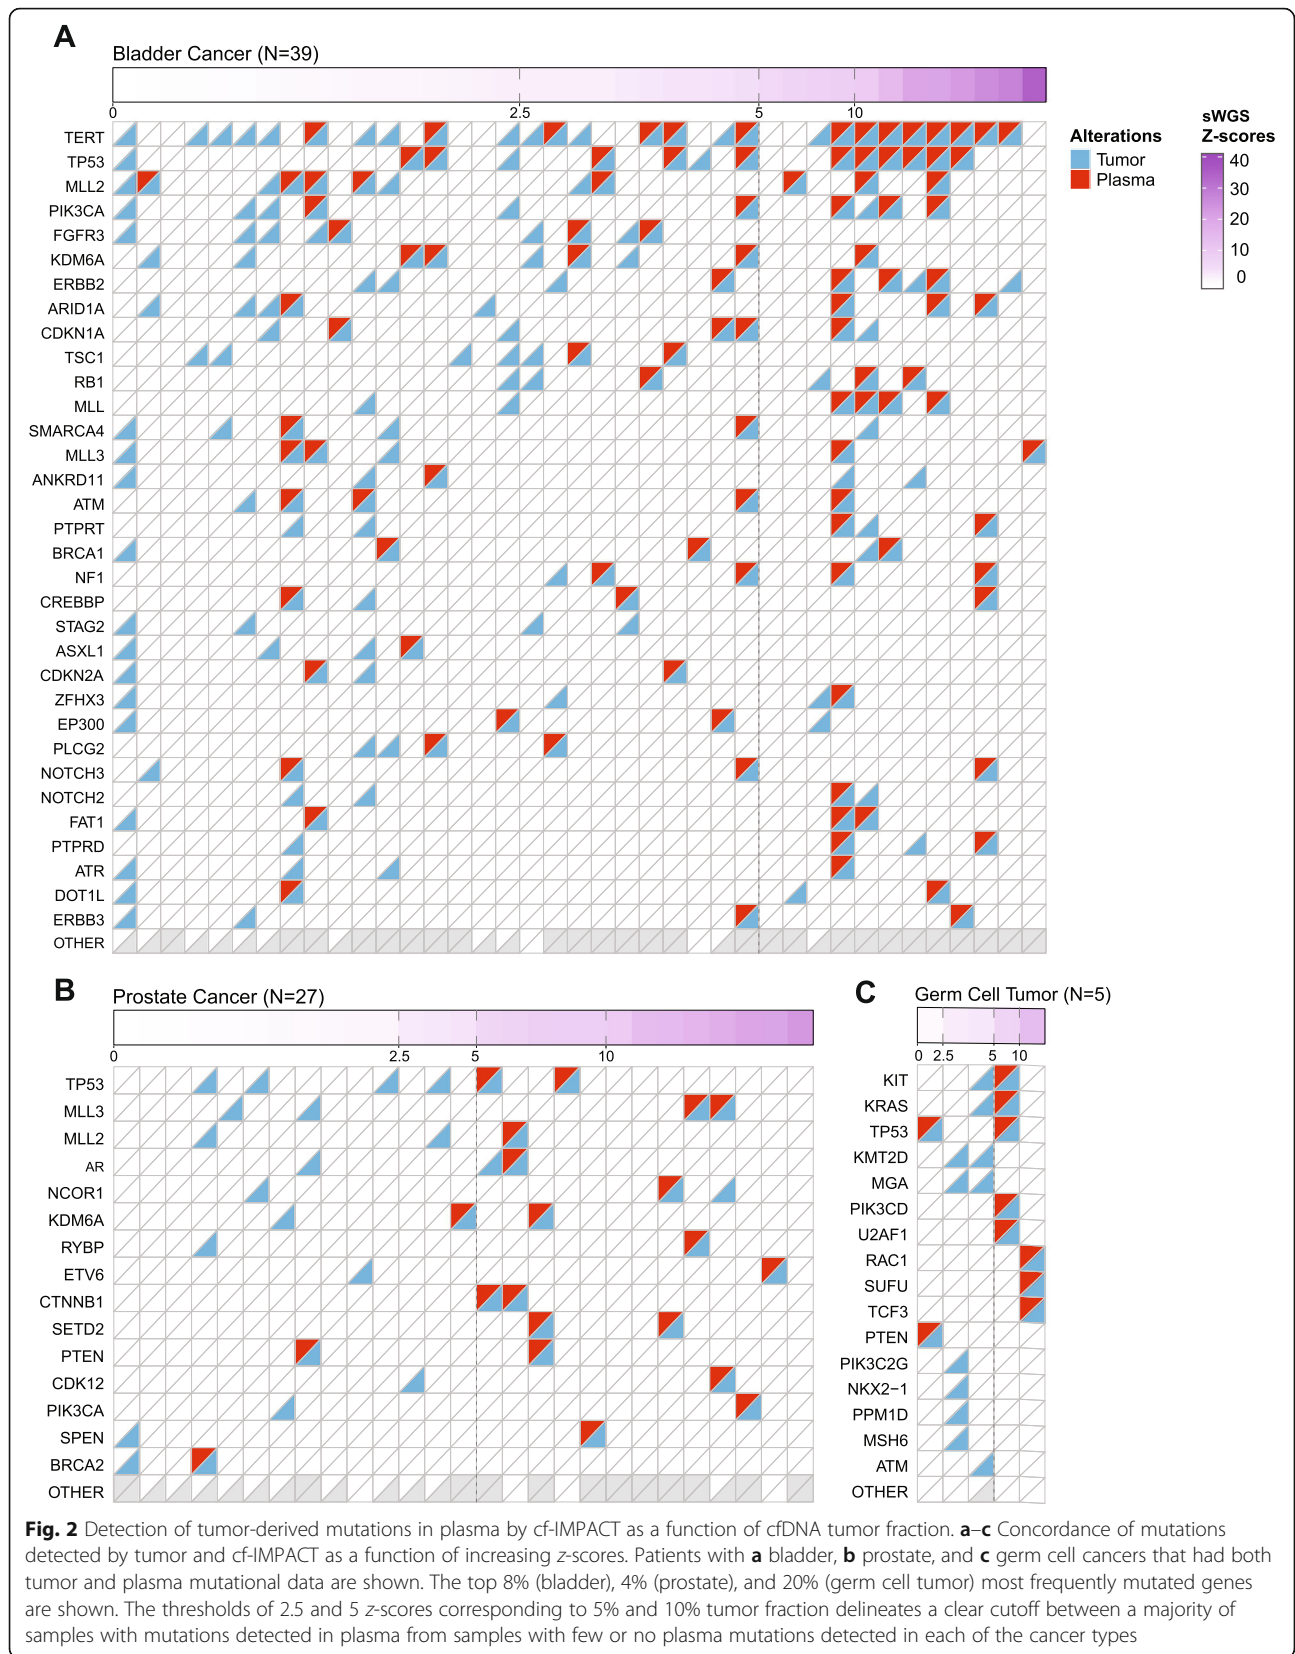 A
Bladder Cancer (N=39)
0 2.5 5 10
Alterations
Tumor
Plasma
sWGS
Z-scores
40
30
20
10
0
TERT
TP53
MLL2
PIK3CA
FGFR3
KDM6A
ERBB2
ARID1A
CDKN1A
TSC1
RB1
MLL
SMARCA4
MLL3
ANKRD11
ATM
PTPRT
BRCA1
NF1
CREBBP
STAG2
ASXL1
CDKN2A
ZFHX3
EP300
PLCG2
NOTCH3
NOTCH2
FAT1
PTPRD
ATR
DOT1L
ERBB3
OTHER
B
Prostate Cancer (N=27)
0 2.5 5 10
TP53
MLL3
MLL2
AR
NCOR1
KDM6A
RYBP
ETV6
CTNNB1
SETD2
PTEN
CDK12
PIK3CA
SPEN
BRCA2
OTHER
C
Germ Cell Tumor (N=5)
0 2.5 5 10
KIT
KRAS
TP53
KMT2D
MGA
PIK3CD
U2AF1
RAC1
SUFU
TCF3
PTEN
PIK3C2G
NKX2−1
PPM1D
MSH6
ATM
OTHER
Fig. 2 Detection of tumor-derived mutations in plasma by cf-IMPACT as a function of cfDNA tumor fraction. a–c Concordance of mutations
detected by tumor and cf-IMPACT as a function of increasing z-scores. Patients with a bladder, b prostate, and c germ cell cancers that had both
tumor and plasma mutational data are shown. The top 8% (bladder), 4% (prostate), and 20% (germ cell tumor) most frequently mutated genes
are shown. The thresholds of 2.5 and 5 z-scores corresponding to 5% and 10% tumor fraction delineates a clear cutoff between a majority of
samples with mutations detected in plasma from samples with few or no plasma mutations detected in each of the cancer types